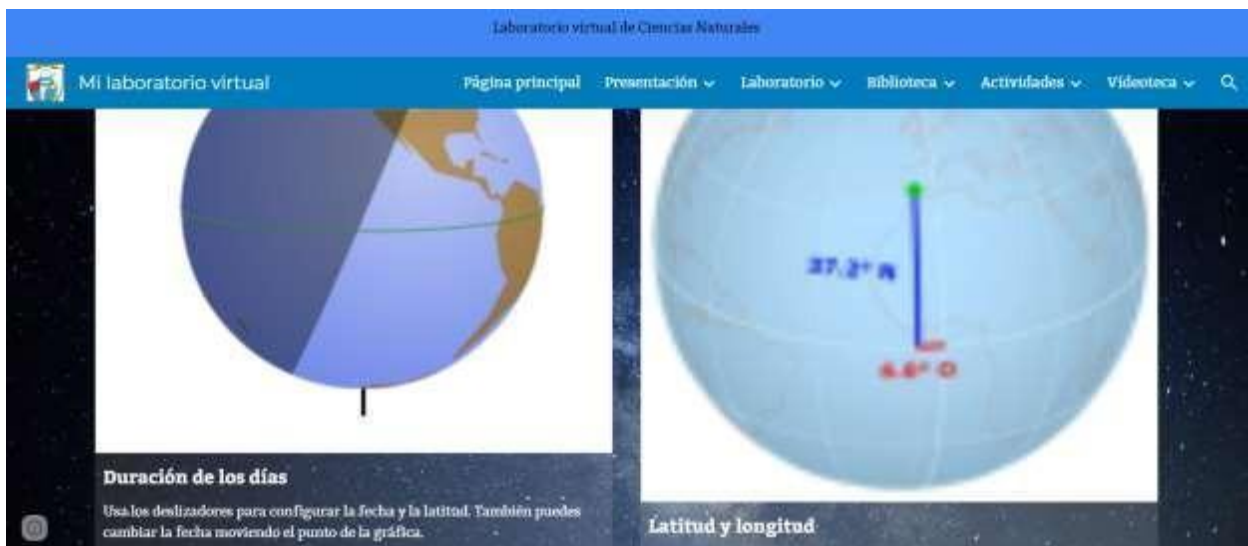 Laboratorio virtual de Ciencias Naturales
Mi laboratorio virtual Página principal Presentación Laboratorio Biblioteca Actividades Videoteca
37.2° N
6.6° O
Duración de los días
Usa los deslizadores para configurar la fecha y la latitud. También puedes
cambiar la fecha moviendo el punto de la gráfica.
Latitud y longitud